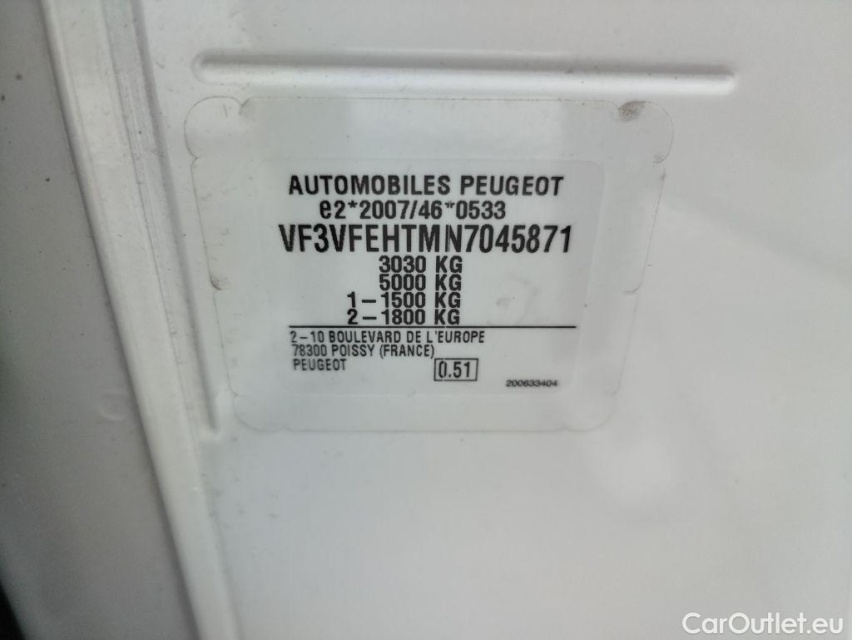 AUTOMOBILES PEUGEOT
e2*2007/46*0533
VF3VFEHTMN7045871
3030 KG
5000 KG
1-1500 KG
2-1800 KG
2-10 BOULEVARD DE L'EUROPE
78300 POISSY (FRANCE)
PEUGEOT
0.51
200633404
CarOutlet.eu